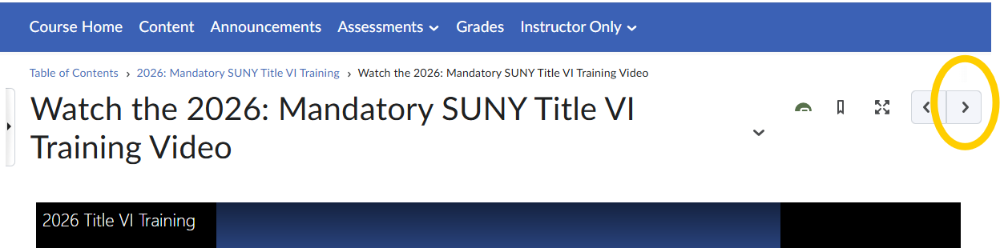 Course Home Content Announcements Assessments Grades Instructor Only
Table of Contents › 2026: Mandatory SUNY Title VI Training › Watch the 2026: Mandatory SUNY Title VI Training Video
Watch the 2026: Mandatory SUNY Title VI
Training Video
2026 Title VI Training